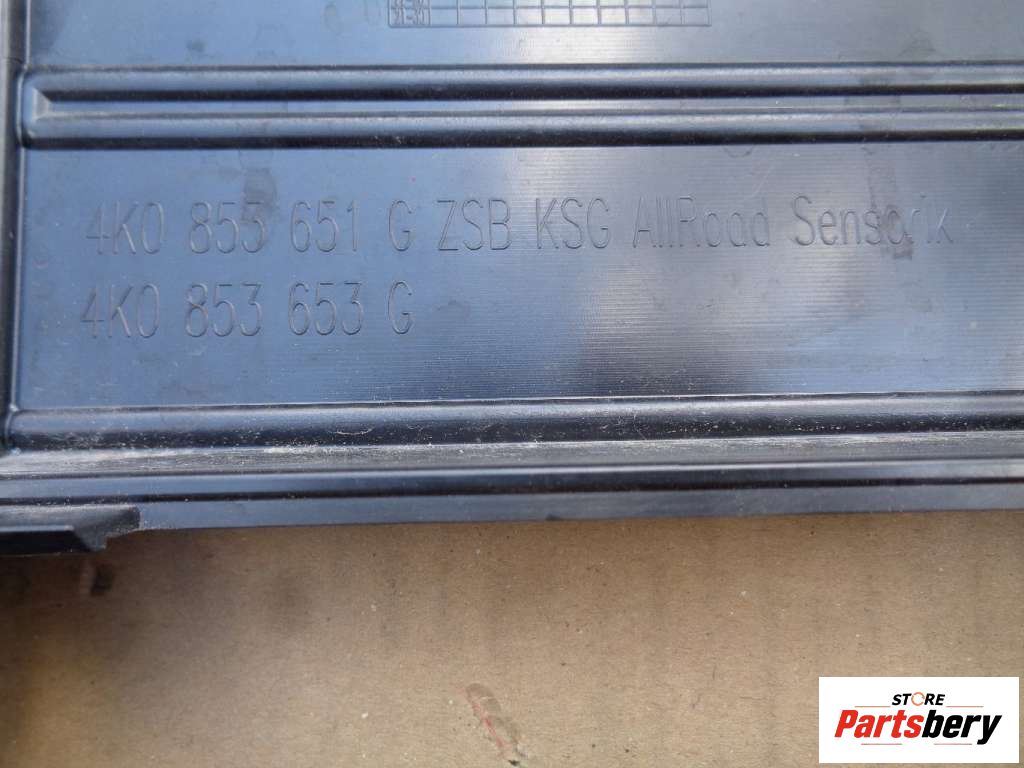 4K0 853 651 G ZSB KSG AllRoad Sensorik
4K0 853 653 G
STORE
Partsbery